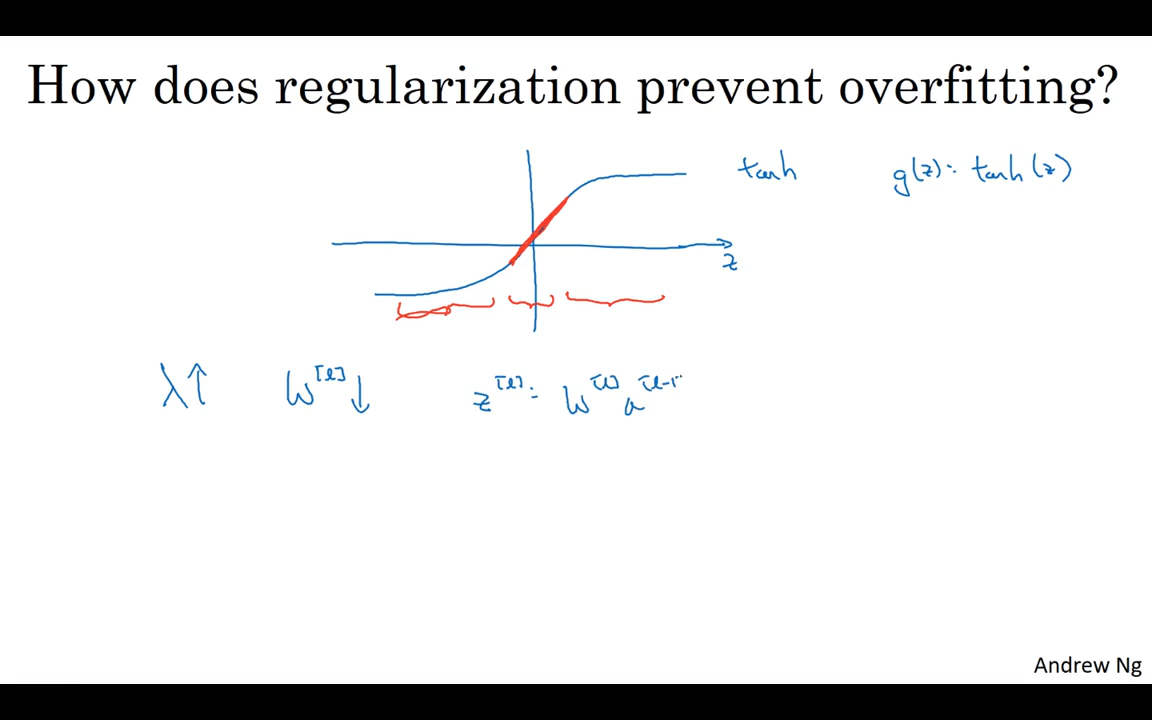 How does regularization prevent overfitting?
tanh g(z)= tanh(z)
z
λ↑ W^[l]↓ z^[l]= W^[l] a^[l-1
Andrew Ng